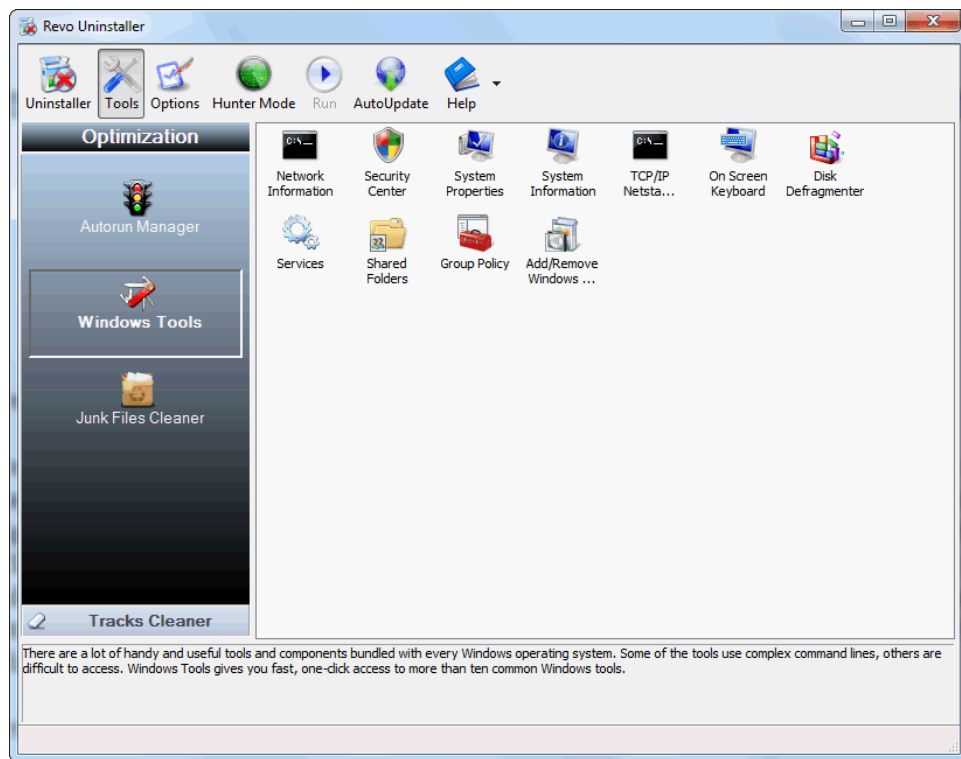 Revo Uninstaller
Uninstaller Tools Options Hunter Mode Run AutoUpdate Help
Optimization
Autorun Manager
Windows Tools
Junk Files Cleaner
Tracks Cleaner
C:\_
C:\_
Network Information
Security Center
System Properties
System Information
TCP/IP Netsta...
On Screen Keyboard
Disk Defragmenter
Services
Shared Folders
Group Policy
Add/Remove Windows ...
There are a lot of handy and useful tools and components bundled with every Windows operating system. Some of the tools use complex command lines, others are
difficult to access. Windows Tools gives you fast, one-click access to more than ten common Windows tools.